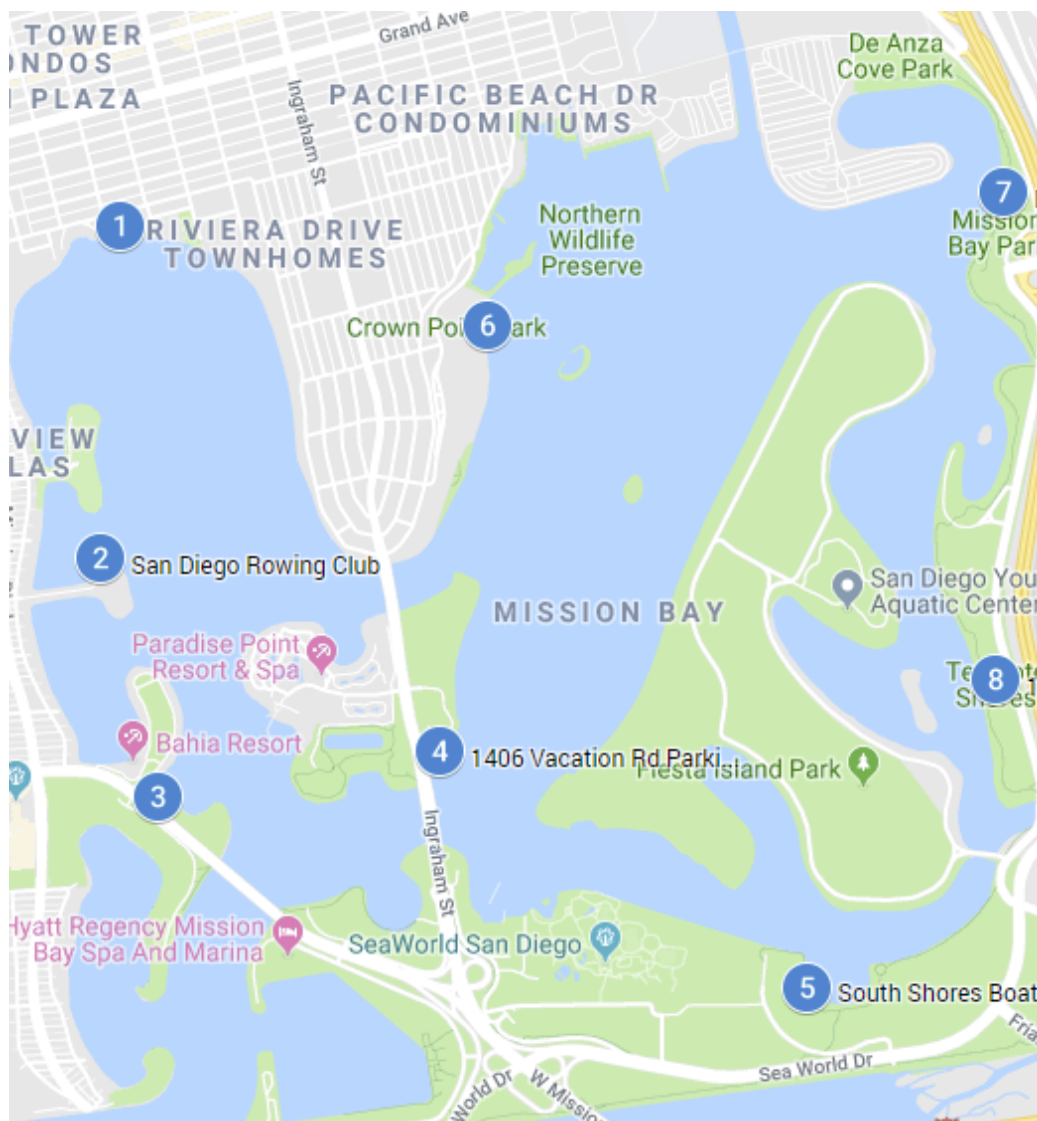 TOWER
ONDOS
PLAZA
Grand Ave
Ingraham St
PACIFIC BEACH DR
CONDOMINIUMS
De Anza
Cove Park
1
RIVIERA DRIVE
TOWNHOMES
Northern
Wildlife
Preserve
7
Mission
Bay Par
Crown Poi
6
ark
VIEW
LAS
2
San Diego Rowing Club
MISSION BAY
San Diego You
Aquatic Center
Paradise Point
Resort & Spa
8
Bahia Resort
4
1406 Vacation Rd Parki...
Fiesta Island Park
3
Ingraham St
Hyatt Regency Mission
Bay Spa And Marina
SeaWorld San Diego
5
South Shores Boat
Sea World Dr
World Dr
W Missio
Fria